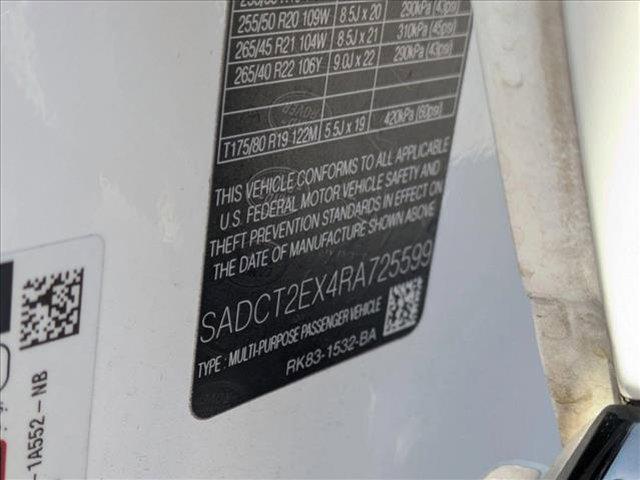 255/50 R20 109W 8.5J x 20 290kPa (43psi)
265/45 R21 104W 8.5J x 21 310kPa (45psi)
265/40 R22 106Y 9.0J x 22 290kPa (43psi)
T175/80 R19 122M 5.5J x 19 420kPa (60psi)
THIS VEHICLE CONFORMS TO ALL APPLICABLE
U.S. FEDERAL MOTOR VEHICLE SAFETY AND
THEFT PREVENTION STANDARDS IN EFFECT ON
THE DATE OF MANUFACTURE SHOWN ABOVE
SADCT2EX4RA725599
TYPE : MULTI-PURPOSE PASSENGER VEHICLE
RK83-1532-BA
-1A552-NB